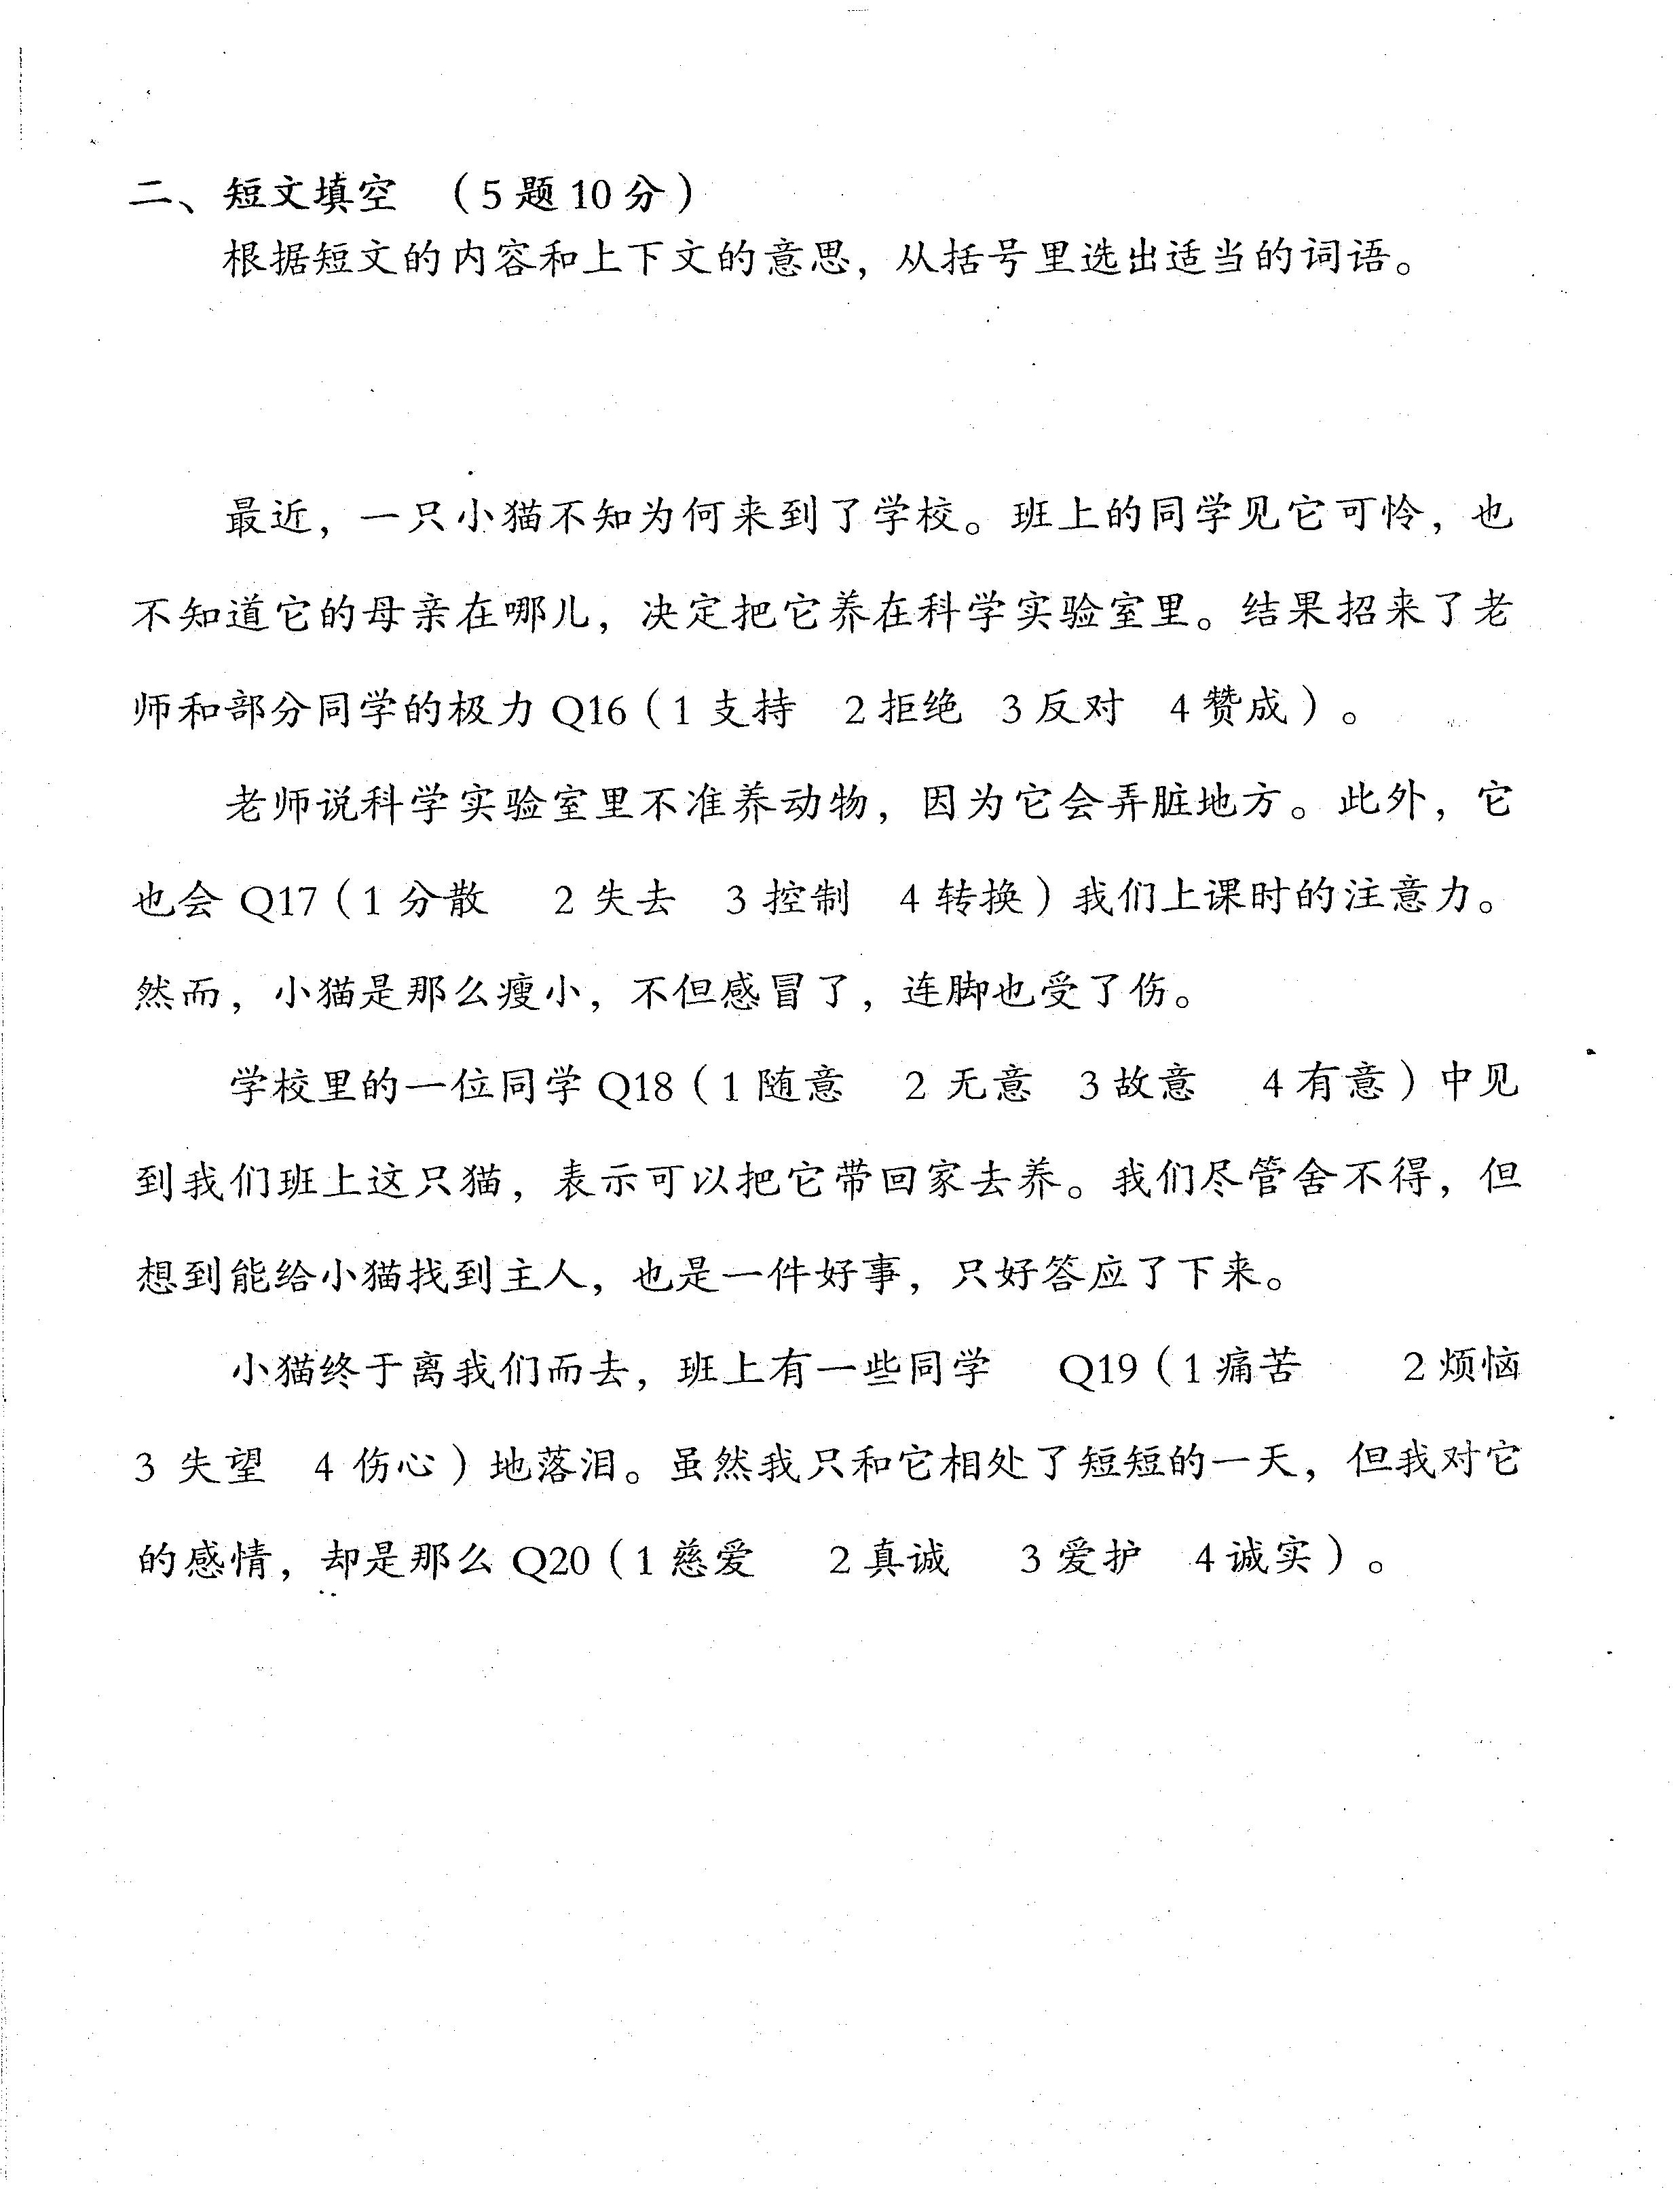 二、短文填空 （5题10分）
根据短文的内容和上下文的意思，从括号里选出适当的词语。
最近，一只小猫不知为何来到了学校。班上的同学见它可怜，也
不知道它的母亲在哪儿，决定把它养在科学实验室里。结果招来了老
师和部分同学的极力 Q16（1 支持 2 拒绝 3 反对 4 赞成）。
老师说科学实验室里不准养动物，因为它会弄脏地方。此外，它
也会 Q17（1 分散 2 失去 3 控制 4 转换）我们上课时的注意力。
然而，小猫是那么瘦小，不但感冒了，连脚也受了伤。
学校里的一位同学 Q18（1 随意 2 无意 3 故意 4 有意）中见
到我们班上这只猫，表示可以把它带回家去养。我们尽管舍不得，但
想到能给小猫找到主人，也是一件好事，只好答应了下来。
小猫终于离我们而去，班上有一些同学 Q19（1 痛苦 2 烦恼
3 失望 4 伤心）地落泪。虽然我只和它相处了短短的一天，但我对它
的感情，却是那么 Q20（1 慈爱 2 真诚 3 爱护 4 诚实）。